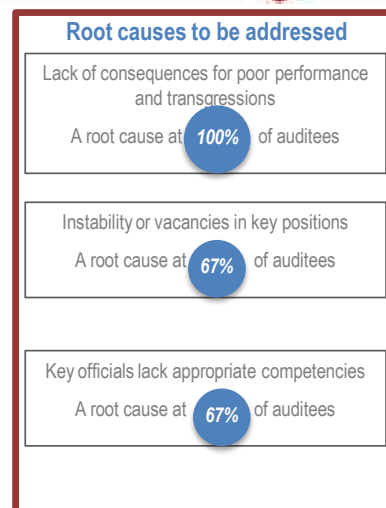 Root causes to be addressed
Lack of consequences for poor performance
and transgressions
A root cause at 100% of auditees
Instability or vacancies in key positions
A root cause at 67% of auditees
Key officials lack appropriate competencies
A root cause at 67% of auditees